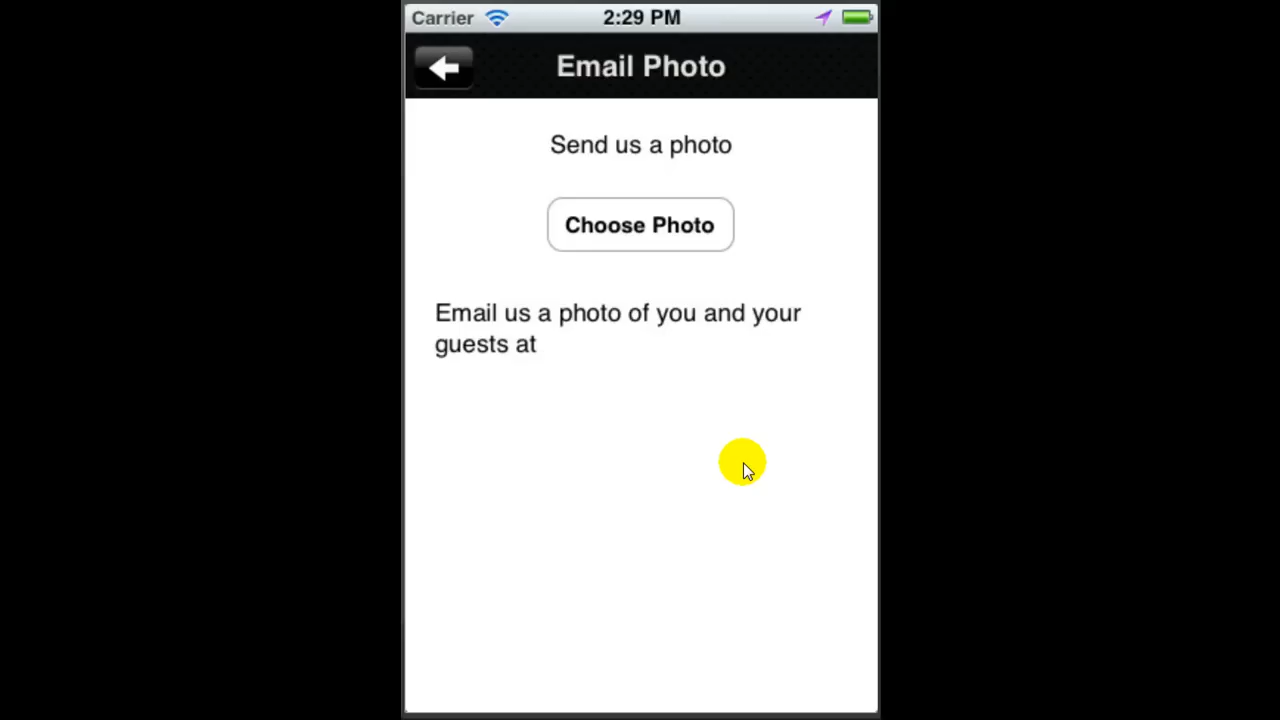 Carrier 2:29 PM
Email Photo
Send us a photo
Choose Photo
Email us a photo of you and your
guests at